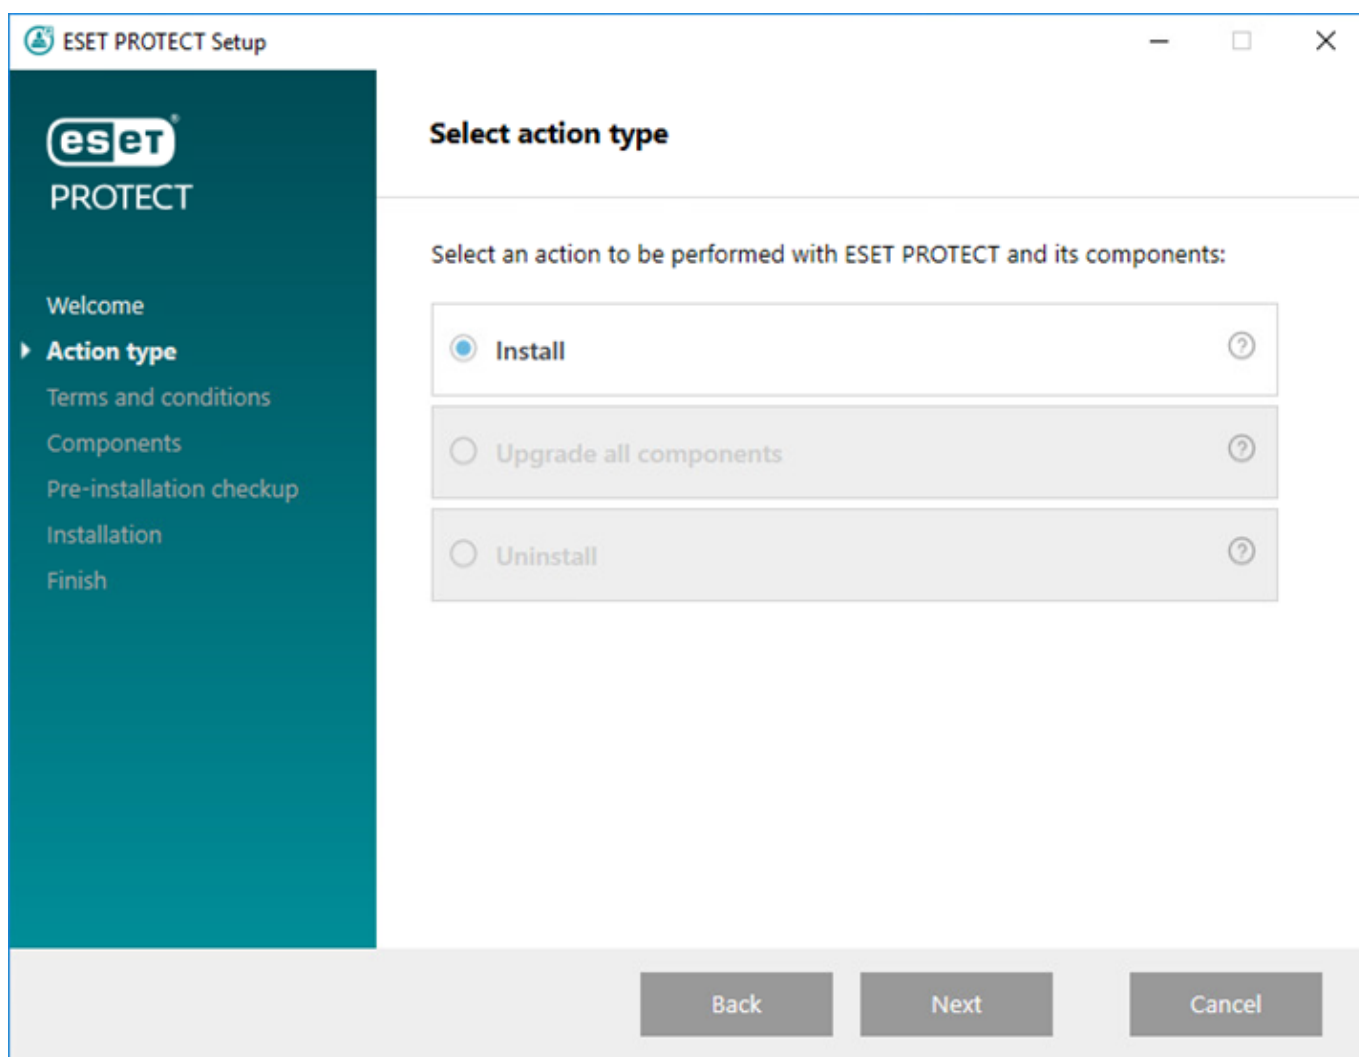 ESET PROTECT Setup
eset®
PROTECT
Welcome
Action type
Terms and conditions
Components
Pre-installation checkup
Installation
Finish
Select action type
Select an action to be performed with ESET PROTECT and its components:
Install
Upgrade all components
Uninstall
Back
Next
Cancel